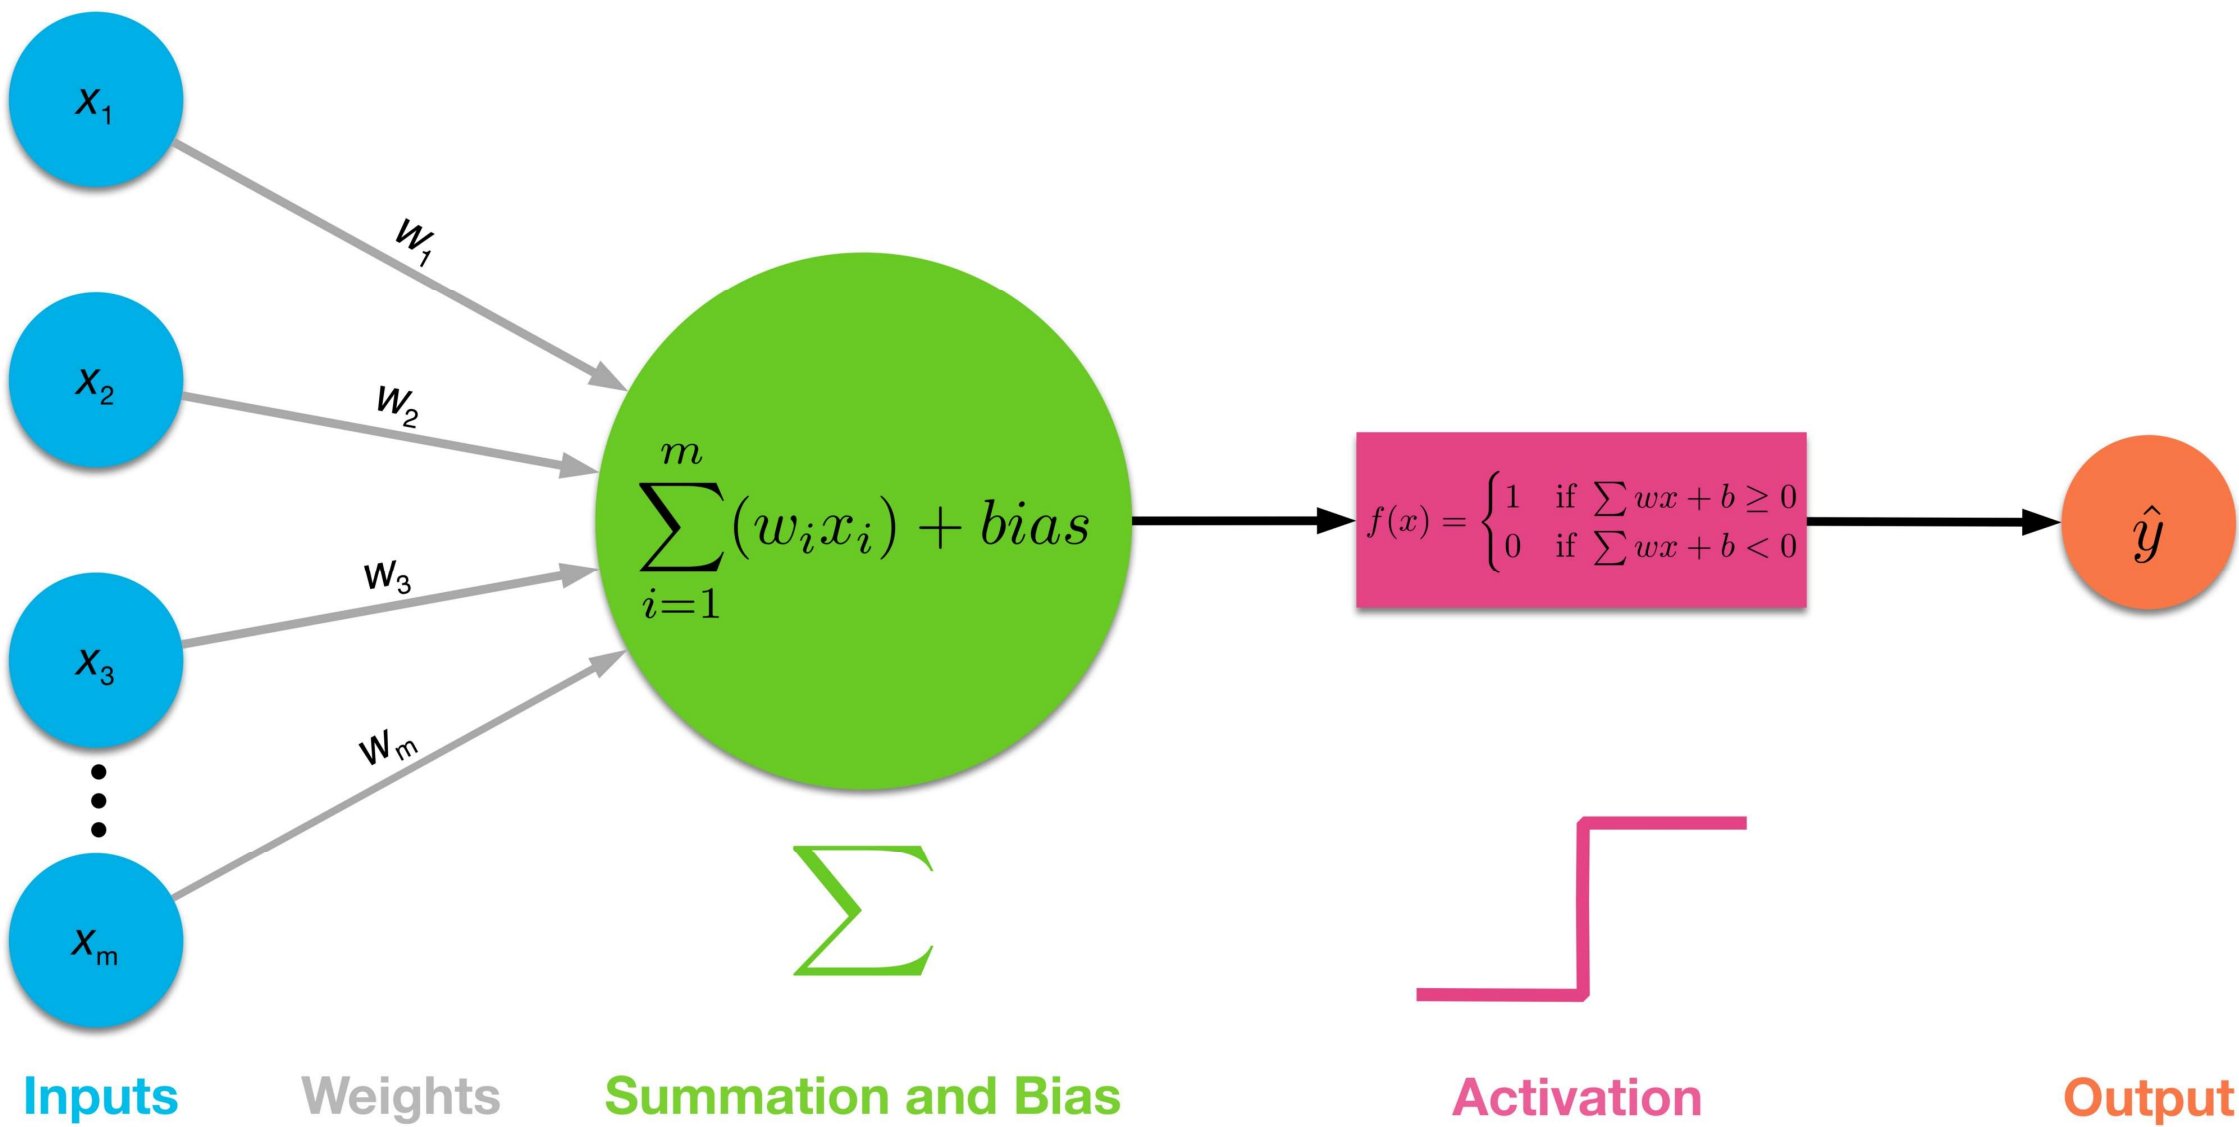 x₁
x₂
x₃
xₘ
w₁
w₂
w₃
wₘ
m
∑(wᵢxᵢ) + bias
i=1
f(x) = { 1 if ∑ wx + b ≥ 0
0 if ∑ wx + b < 0
ŷ
∑
Inputs
Weights
Summation and Bias
Activation
Output